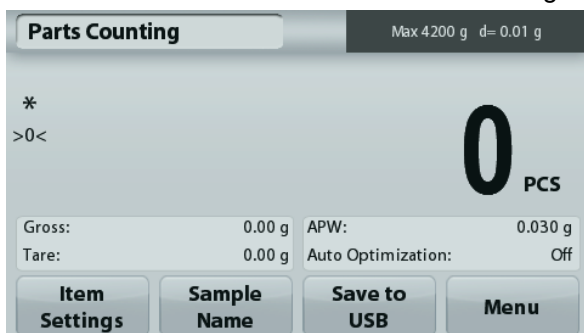 Parts Counting
Max 4200 g d= 0.01 g
*
>0<
0 PCS
Gross: 0.00 g APW: 0.030 g
Tare: 0.00 g Auto Optimization: Off
Item Settings
Sample Name
Save to USB
Menu